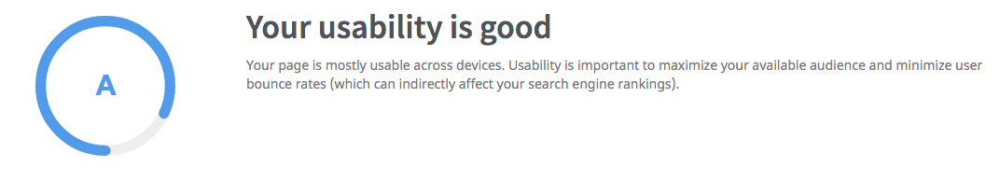 A
Your usability is good
Your page is mostly usable across devices. Usability is important to maximize your available audience and minimize user
bounce rates (which can indirectly affect your search engine rankings).